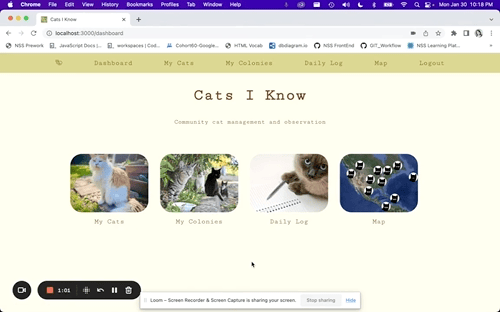 Chrome File Edit View History Bookmarks Profiles Tab Window Help Mon Jan 30 10:18 PM
Cats I Know
localhost:3000/dashboard
NSS Prework JavaScript Doc | workspaces | Cod... Cohort60-Google... HTML Vocab dbdiagram.io NSS FrontEnd GIT_Workflow NSS Learning Plat...
Dashboard My Cats My Colonies Daily Log Map Logout
Cats I Know
Community cat management and observation
My Cats My Colonies Daily Log Map
1:01
Loom – Screen Recorder & Screen Capture is sharing your screen. Stop sharing Hide